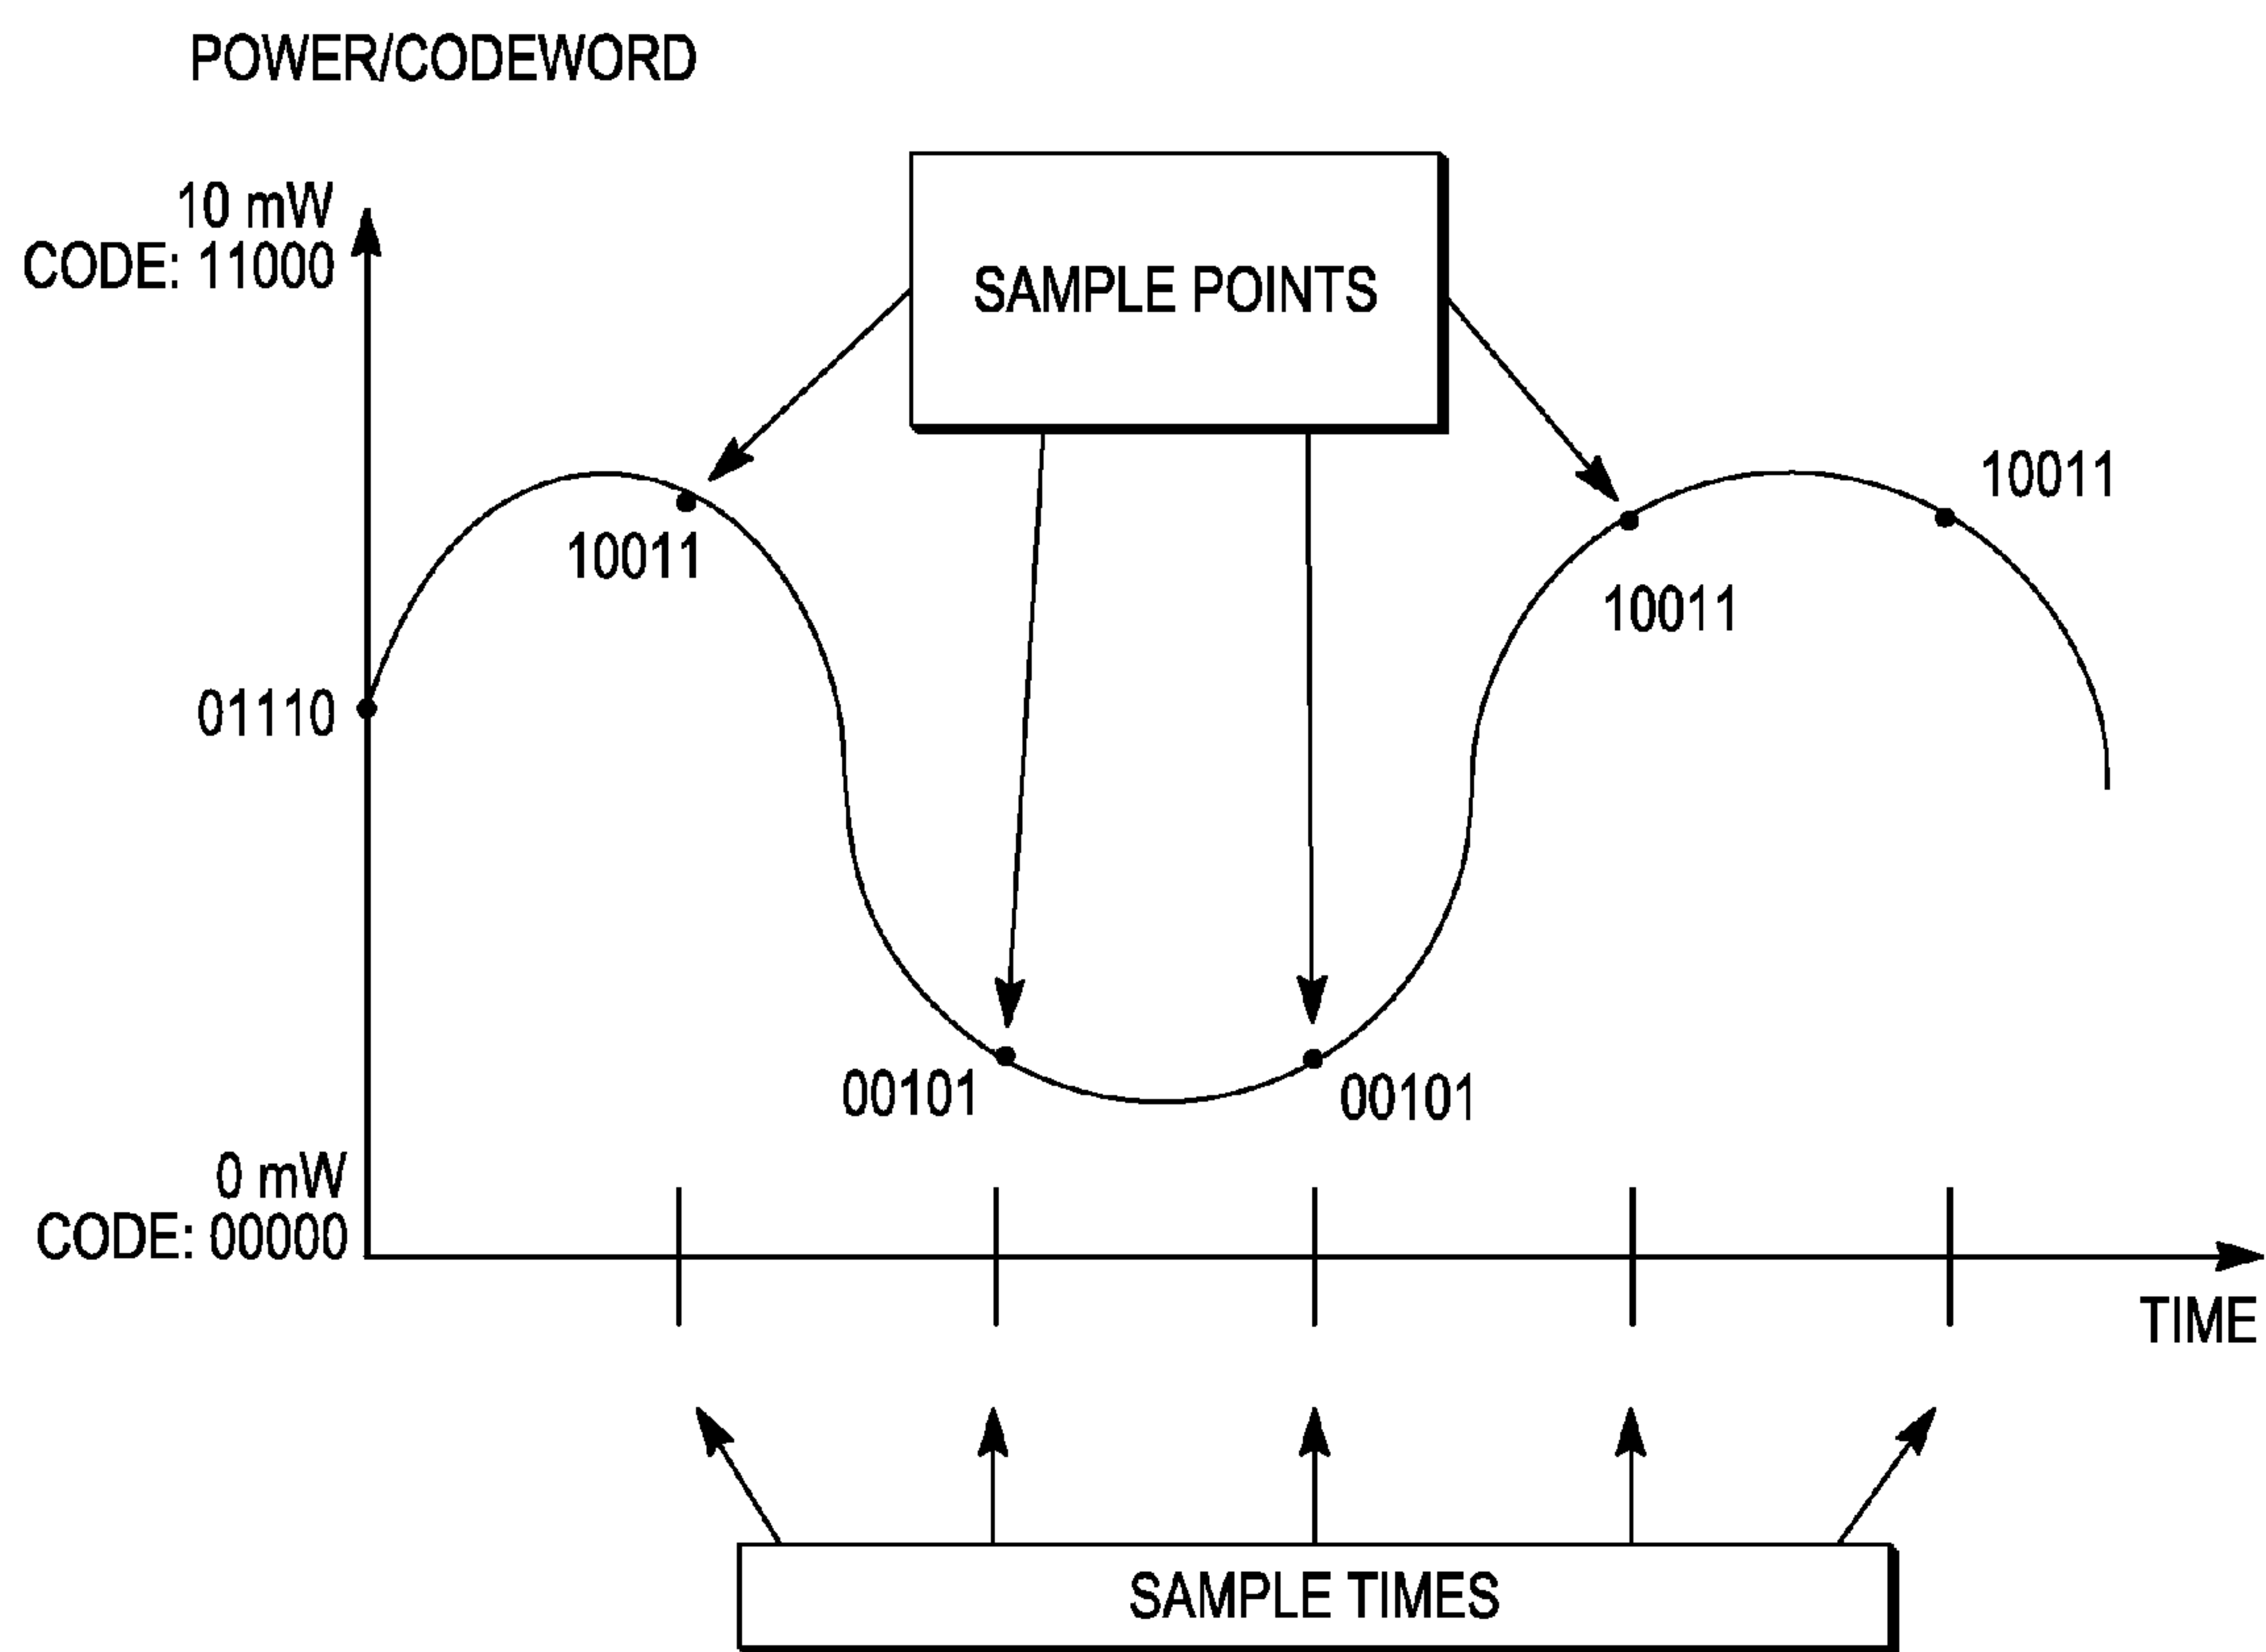 POWER/CODEWORD
10 mW
CODE: 11000
SAMPLE POINTS
10011
10011
10011
01110
00101
00101
0 mW
CODE: 00000
TIME
SAMPLE TIMES